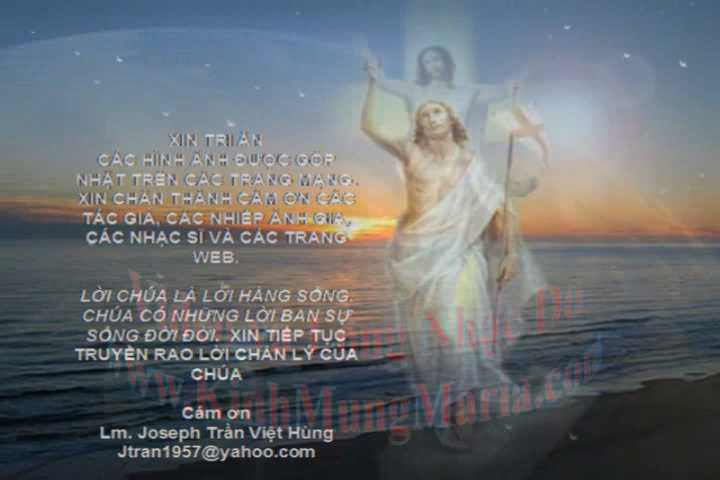 XIN TRI ÂN
CÁC HÌNH ẢNH ĐƯỢC GÓP
NHẶT TRÊN CÁC TRANG MẠNG.
XIN CHÂN THÀNH CẢM ƠN CÁC
TÁC GIẢ, CÁC NHIẾP ẢNH GIA,
CÁC NHẠC SĨ VÀ CÁC TRANG
WEB.
LỜI CHÚA LÀ LỜI HẰNG SỐNG.
CHÚA CÓ NHỮNG LỜI BAN SỰ
SỐNG ĐỜI ĐỜI. XIN TIẾP TỤC
TRUYỀN RAO LỜI CHÂN LÝ CỦA
CHÚA
Cám ơn
Lm. Joseph Trần Việt Hùng
Jtran1957@yahoo.com
www.KinhMungMaria.com